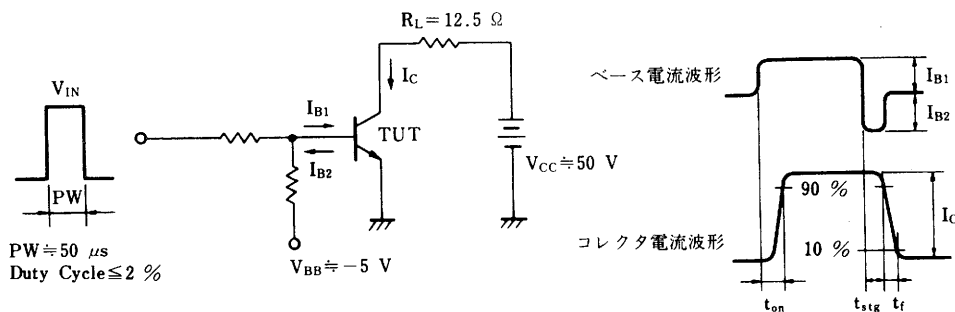 R_L=12.5 Ω
V_IN
I_C
I_B1
TUT
I_B2
V_CC≒50 V
PW
PW≒50 μs
Duty Cycle≦2 %
V_BB≒−5 V
ベース電流波形
I_B1
I_B2
90 %
I_C
コレクタ電流波形
10 %
t_on
t_stg
t_f